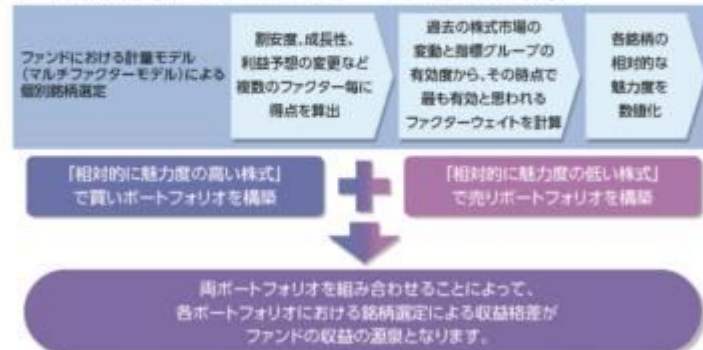 ファンドにおける計量モデル
(マルチファクターモデル)による
個別銘柄選定
割安度、成長性、
利益予想の変更など
複数のファクター毎に
得点を算出
過去の株式市場の
変動と指標グループの
有効度から、その時点で
最も有効と思われる
ファクターウェイトを計算
各銘柄の
相対的な
魅力度を
数値化
「相対的に魅力度の高い株式」
で買いポートフォリオを構築
「相対的に魅力度の低い株式」
で売りポートフォリオを構築
両ポートフォリオを組み合わせることによって、
各ポートフォリオにおける銘柄選定による収益格差が
ファンドの収益の源泉となります。